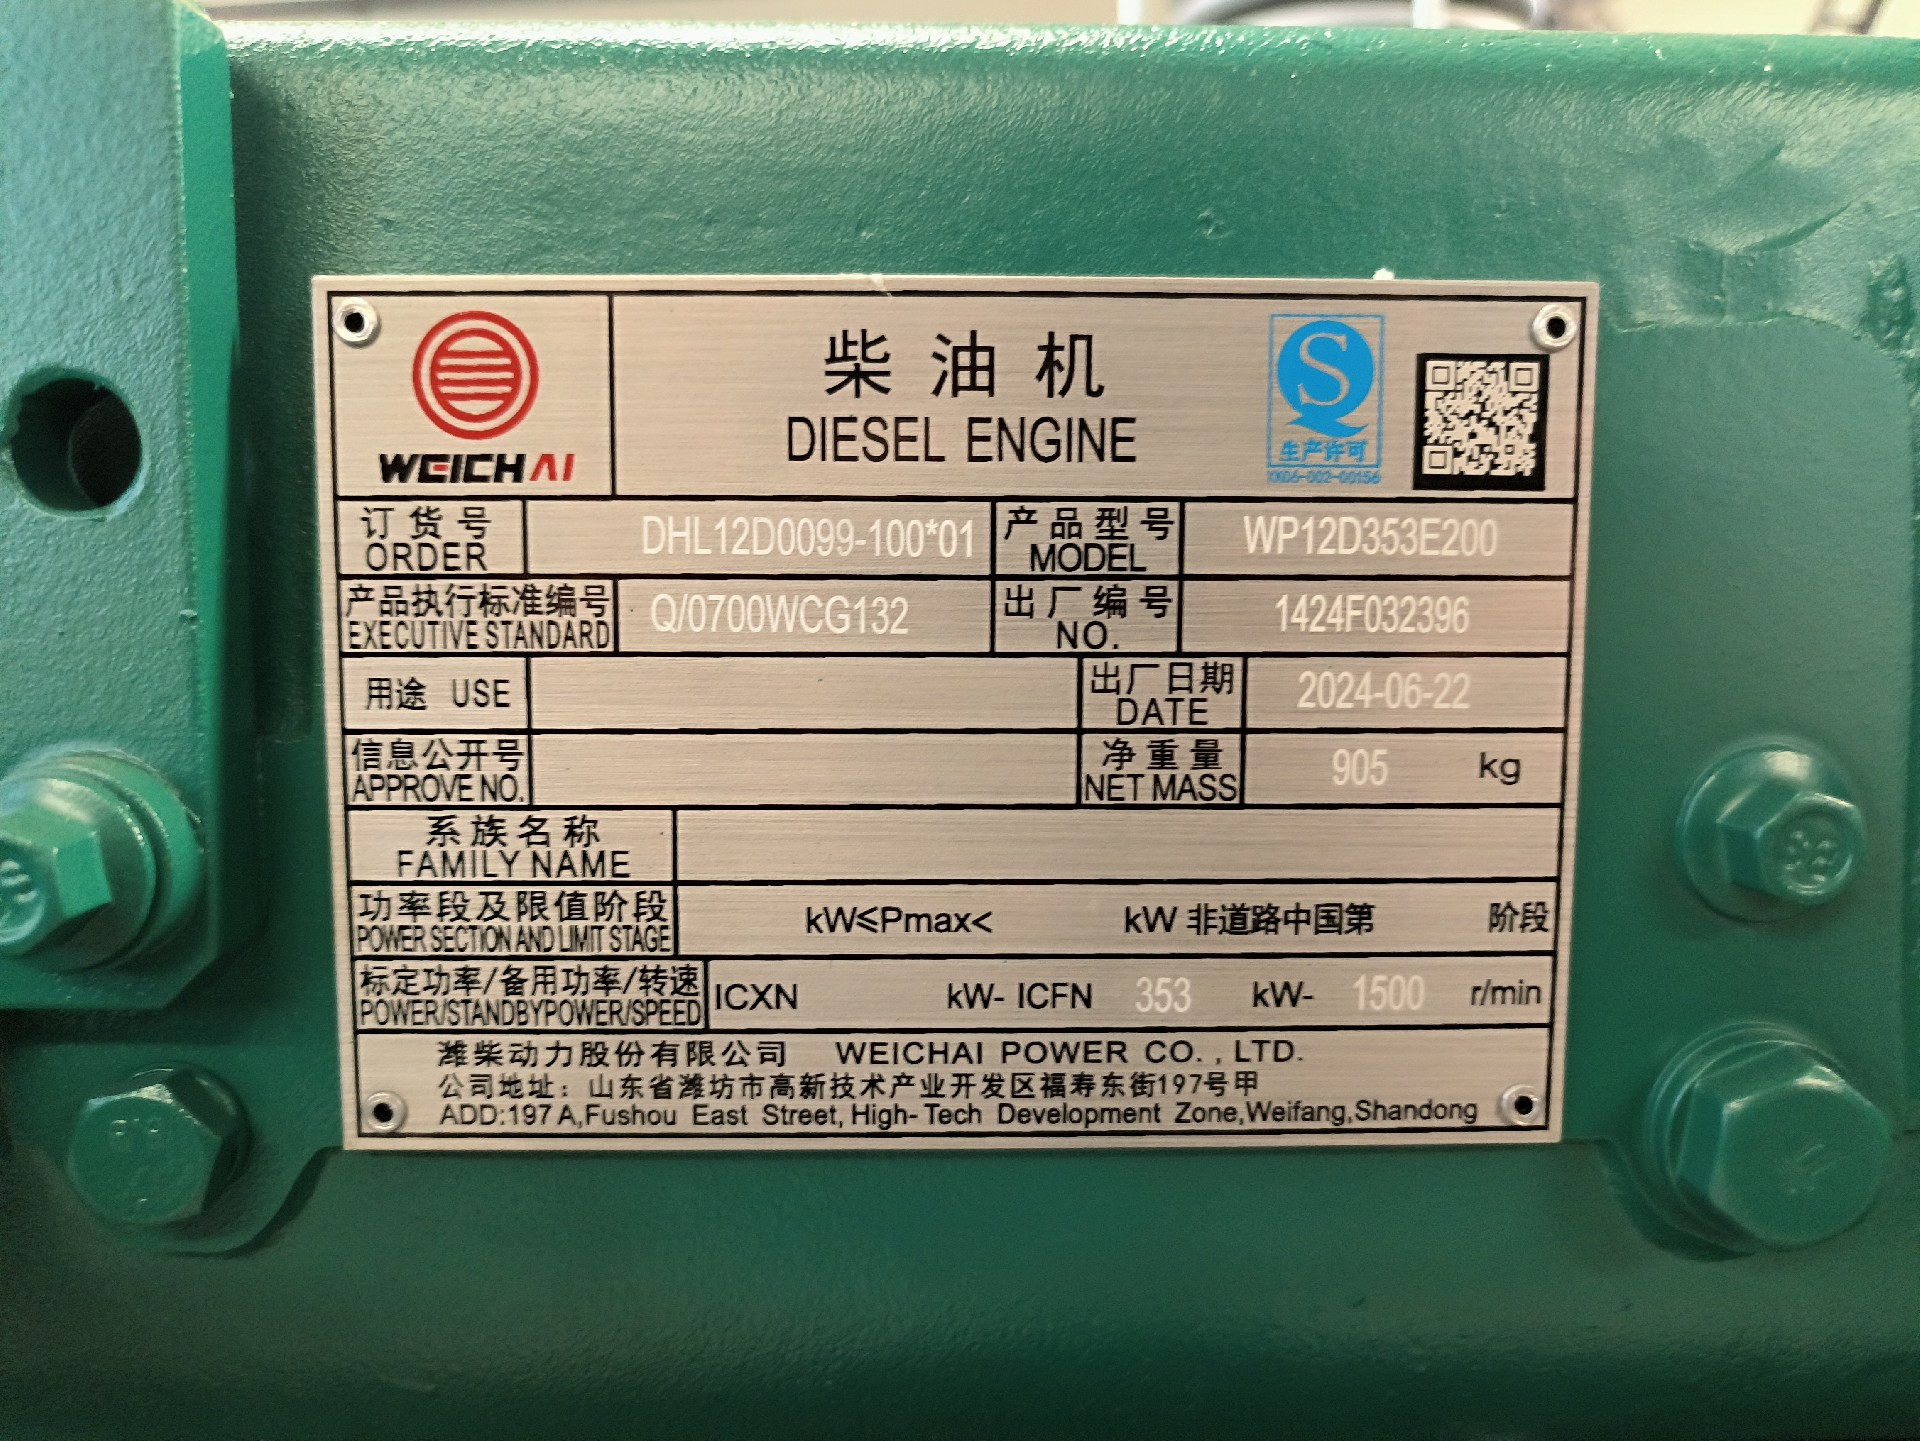 WEICHAI
柴油机
DIESEL ENGINE
生产许可
XK06-002-00156
订货号
ORDER
DHL12D0099-100*01
产品型号
MODEL
WP12D353E200
产品执行标准编号
EXECUTIVE STANDARD
Q/0700WCG132
出厂编号
NO.
1424F032396
用途 USE
出厂日期
DATE
2024-06-22
信息公开号
APPROVE NO.
净重量
NET MASS
905 kg
系族名称
FAMILY NAME
功率段及限值阶段
POWER SECTION AND LIMIT STAGE
kW≤Pmax< kW 非道路中国第 阶段
标定功率/备用功率/转速
POWER/STANDBYPOWER/SPEED
ICXN kW- ICFN 353 kW- 1500 r/min
潍柴动力股份有限公司 WEICHAI POWER CO., LTD.
公司地址：山东省潍坊市高新技术产业开发区福寿东街197号甲
ADD:197 A,Fushou East Street, High-Tech Development Zone,Weifang,Shandong